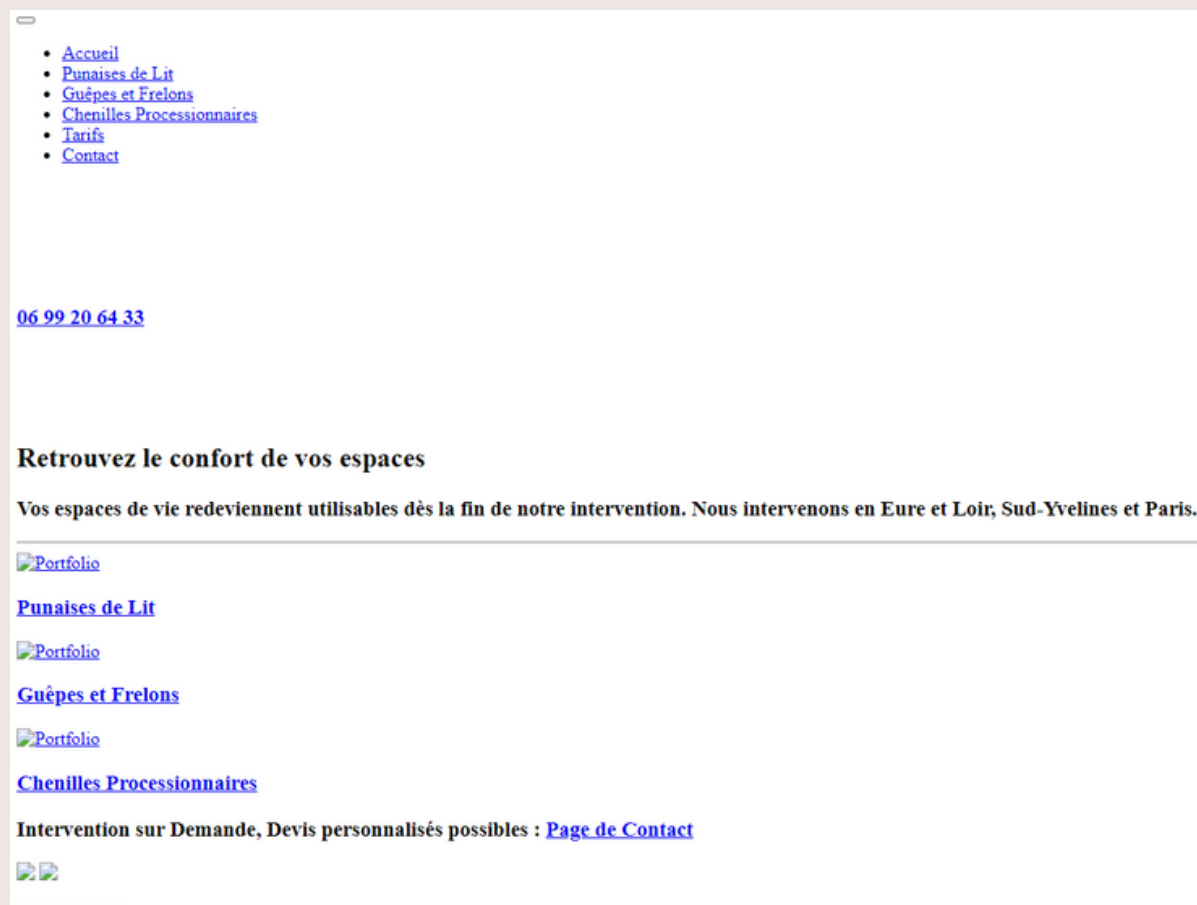 Accueil
Punaises de Lit
Guêpes et Frelons
Chenilles Processionnaires
Tarifs
Contact
06 99 20 64 33
Retrouvez le confort de vos espaces
Vos espaces de vie redeviennent utilisables dès la fin de notre intervention. Nous intervenons en Eure et Loir, Sud-Yvelines et Paris.
Portfolio
Punaises de Lit
Portfolio
Guêpes et Frelons
Portfolio
Chenilles Processionnaires
Intervention sur Demande, Devis personnalisés possibles : Page de Contact